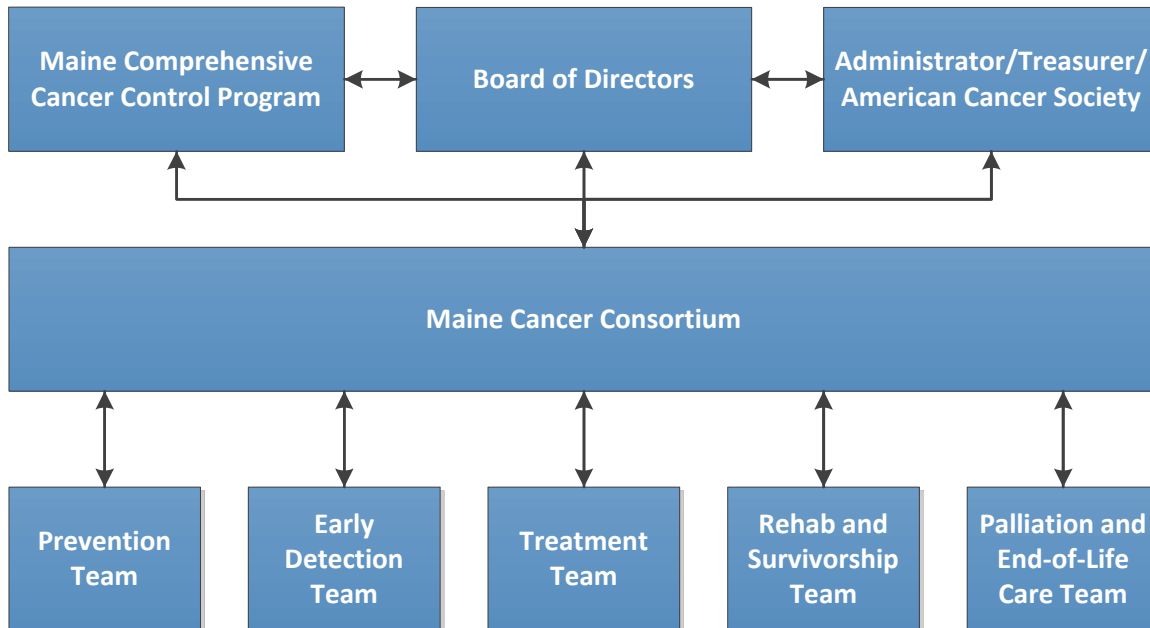 Maine Comprehensive
Cancer Control Program
Board of Directors
Administrator/Treasurer/
American Cancer Society
Maine Cancer Consortium
Prevention
Team
Early
Detection
Team
Treatment
Team
Rehab and
Survivorship
Team
Palliation and
End-of-Life
Care Team